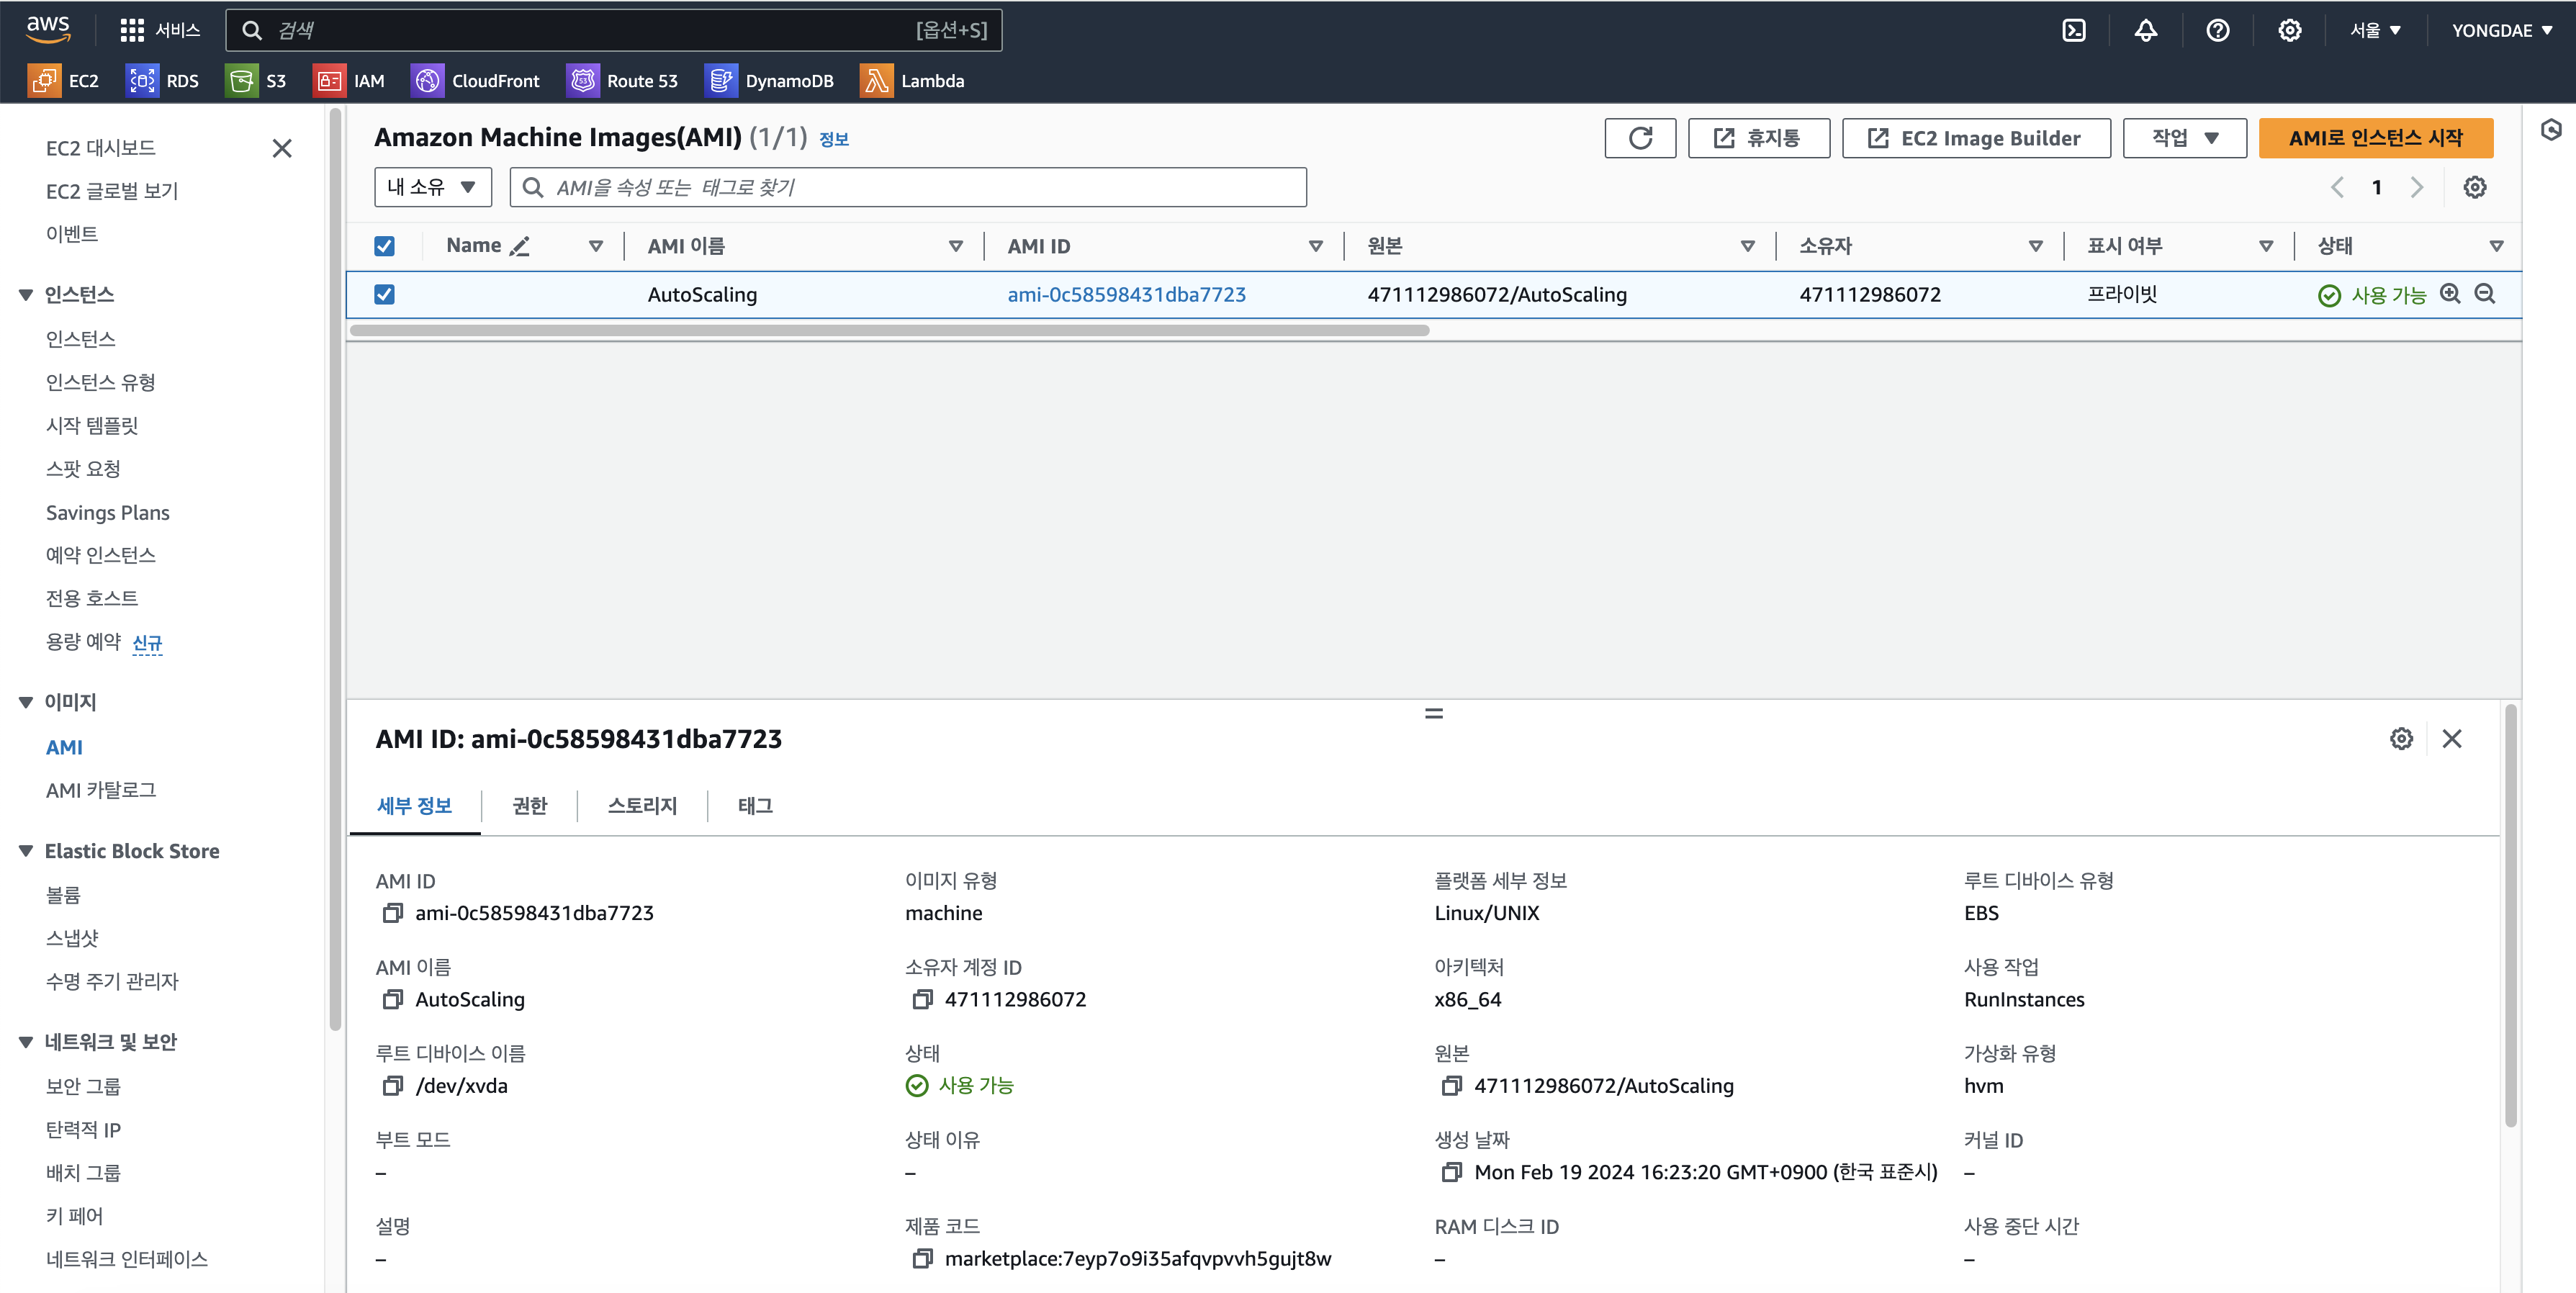 aws
서비스
검색
[옵션+S]
서울 ▼
YONGDAE ▼
EC2
RDS
S3
IAM
CloudFront
Route 53
DynamoDB
Lambda
EC2 대시보드
EC2 글로벌 보기
이벤트
인스턴스
인스턴스
인스턴스 유형
시작 템플릿
스팟 요청
Savings Plans
예약 인스턴스
전용 호스트
용량 예약 신규
이미지
AMI
AMI 카탈로그
Elastic Block Store
볼륨
스냅샷
수명 주기 관리자
네트워크 및 보안
보안 그룹
탄력적 IP
배치 그룹
키 페어
네트워크 인터페이스
Amazon Machine Images(AMI) (1/1) 정보
휴지통
EC2 Image Builder
작업 ▼
AMI로 인스턴스 시작
내 소유 ▼
AMI을 속성 또는 태그로 찾기
1
Name
AMI 이름
AMI ID
원본
소유자
표시 여부
상태
AutoScaling
ami-0c58598431dba7723
471112986072/AutoScaling
471112986072
프라이빗
사용 가능
AMI ID: ami-0c58598431dba7723
세부 정보
권한
스토리지
태그
AMI ID
ami-0c58598431dba7723
이미지 유형
machine
플랫폼 세부 정보
Linux/UNIX
루트 디바이스 유형
EBS
AMI 이름
AutoScaling
소유자 계정 ID
471112986072
아키텍처
x86_64
사용 작업
RunInstances
루트 디바이스 이름
/dev/xvda
상태
사용 가능
원본
471112986072/AutoScaling
가상화 유형
hvm
부트 모드
–
상태 이유
–
생성 날짜
Mon Feb 19 2024 16:23:20 GMT+0900 (한국 표준시)
커널 ID
–
설명
–
제품 코드
marketplace:7eyp7o9i35afqvpvvh5gujt8w
RAM 디스크 ID
–
사용 중단 시간
–